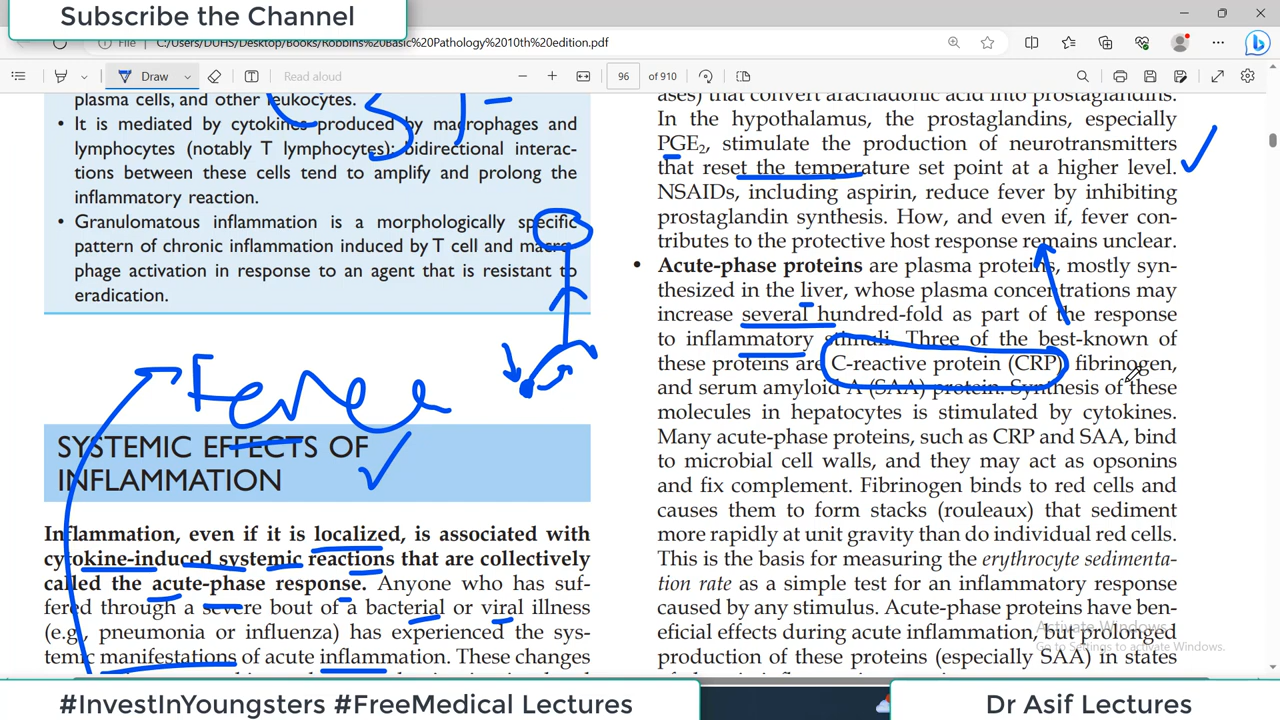 Subscribe the Channel
File
C:/Users/DUHS/Desktop/Books/Robbins%20Basic%20Pathology%2010th%20edition.pdf
Draw
Read aloud
96
of 910
plasma cells, and other leukocytes.
• It is mediated by cytokines produced by macrophages and
lymphocytes (notably T lymphocytes); bidirectional interac-
tions between these cells tend to amplify and prolong the
inflammatory reaction.
• Granulomatous inflammation is a morphologically specific
pattern of chronic inflammation induced by T cell and macro-
phage activation in response to an agent that is resistant to
eradication.
SYSTEMIC EFFECTS OF
INFLAMMATION
Inflammation, even if it is localized, is associated with
cytokine-induced systemic reactions that are collectively
called the acute-phase response. Anyone who has suf-
fered through a severe bout of a bacterial or viral illness
(e.g., pneumonia or influenza) has experienced the sys-
temic manifestations of acute inflammation. These changes
ases) that convert arachadonic acid into prostaglandins.
In the hypothalamus, the prostaglandins, especially
PGE2, stimulate the production of neurotransmitters
that reset the temperature set point at a higher level.
NSAIDs, including aspirin, reduce fever by inhibiting
prostaglandin synthesis. How, and even if, fever con-
tributes to the protective host response remains unclear.
• Acute-phase proteins are plasma proteins, mostly syn-
thesized in the liver, whose plasma concentrations may
increase several hundred-fold as part of the response
to inflammatory stimuli. Three of the best-known of
these proteins are C-reactive protein (CRP), fibrinogen,
and serum amyloid A (SAA) protein. Synthesis of these
molecules in hepatocytes is stimulated by cytokines.
Many acute-phase proteins, such as CRP and SAA, bind
to microbial cell walls, and they may act as opsonins
and fix complement. Fibrinogen binds to red cells and
causes them to form stacks (rouleaux) that sediment
more rapidly at unit gravity than do individual red cells.
This is the basis for measuring the erythrocyte sedimenta-
tion rate as a simple test for an inflammatory response
caused by any stimulus. Acute-phase proteins have ben-
eficial effects during acute inflammation, but prolonged
production of these proteins (especially SAA) in states
Activate Windows
Go to Settings to activate Windows.
#InvestInYoungsters #FreeMedical Lectures
Dr Asif Lectures